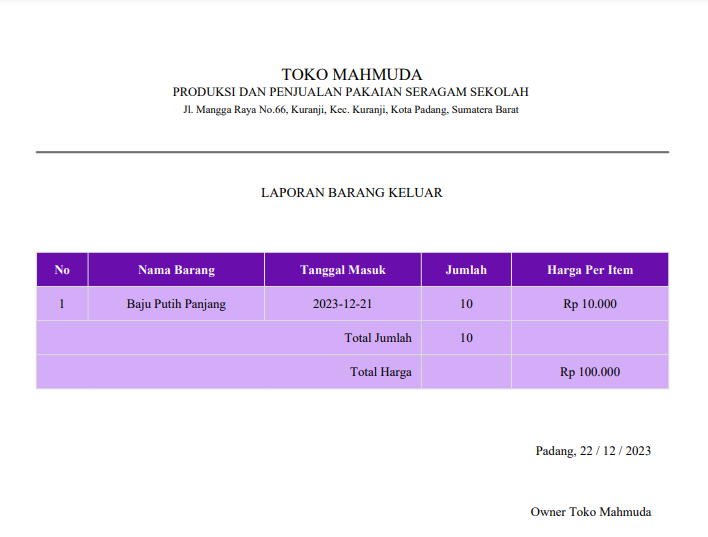 TOKO MAHMUDA
PRODUKSI DAN PENJUALAN PAKAIAN SERAGAM SEKOLAH
Jl. Mangga Raya No.66, Kuranji, Kec. Kuranji, Kota Padang, Sumatera Barat
LAPORAN BARANG KELUAR
No Nama Barang Tanggal Masuk Jumlah Harga Per Item
1 Baju Putih Panjang 2023-12-21 10 Rp 10.000
Total Jumlah 10
Total Harga Rp 100.000
Padang, 22 / 12 / 2023
Owner Toko Mahmuda